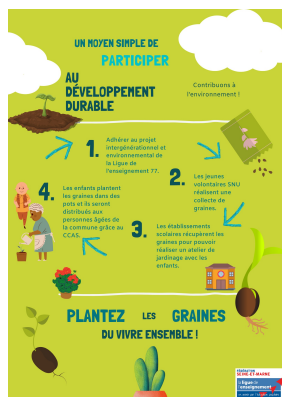 UN MOYEN SIMPLE DE
PARTICIPER
AU
DÉVELOPPEMENT
DURABLE
Contribuons à
l'environnement !
1.
Adhérer au projet
intergénérationnel et
environnemental de
la Ligue de
l'enseignement 77.
2.
Les jeunes
volontaires SNU
réalisent une
collecte de
graines.
3.
Les établissements
scolaires récupèrent les
graines pour pouvoir
réaliser un atelier de
jardinage avec les
enfants.
4.
Les enfants plantent
les graines dans des
pots et ils seront
distribués aux
personnes âgées de
la commune grâce au
CCAS.
PLANTEZ LES GRAINES
DU VIVRE ENSEMBLE !
FÉDÉRATION
SEINE-ET-MARNE
la ligue de
l'enseignement